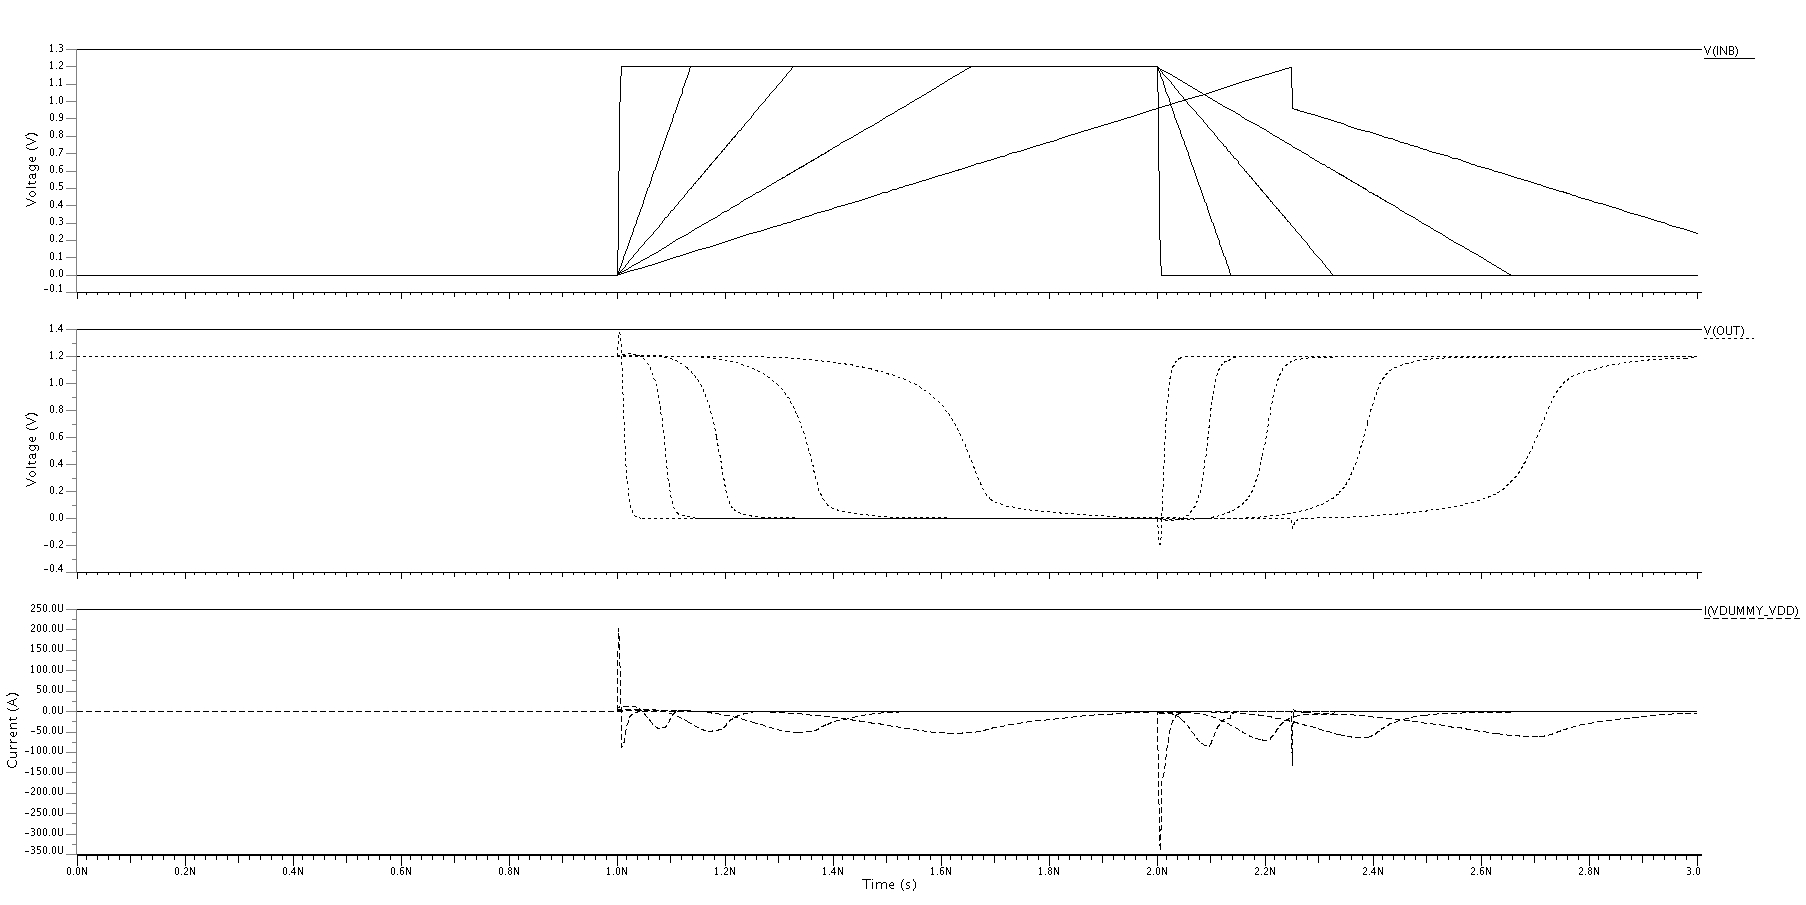 V(INB)
1.3
1.2
1.1
1.0
0.9
0.8
0.7
0.6
0.5
0.4
0.3
0.2
0.1
0.0
-0.1
Voltage (V)
V(OUT)
1.4
1.2
1.0
0.8
0.6
0.4
0.2
0.0
-0.2
-0.4
Voltage (V)
I(VDUMMY_VDD)
250.0U
200.0U
150.0U
100.0U
50.0U
0.0U
-50.0U
-100.0U
-150.0U
-200.0U
-250.0U
-300.0U
-350.0U
Current (A)
0.0N 0.2N 0.4N 0.6N 0.8N 1.0N 1.2N 1.4N 1.6N 1.8N 2.0N 2.2N 2.4N 2.6N 2.8N 3.0
Time (s)